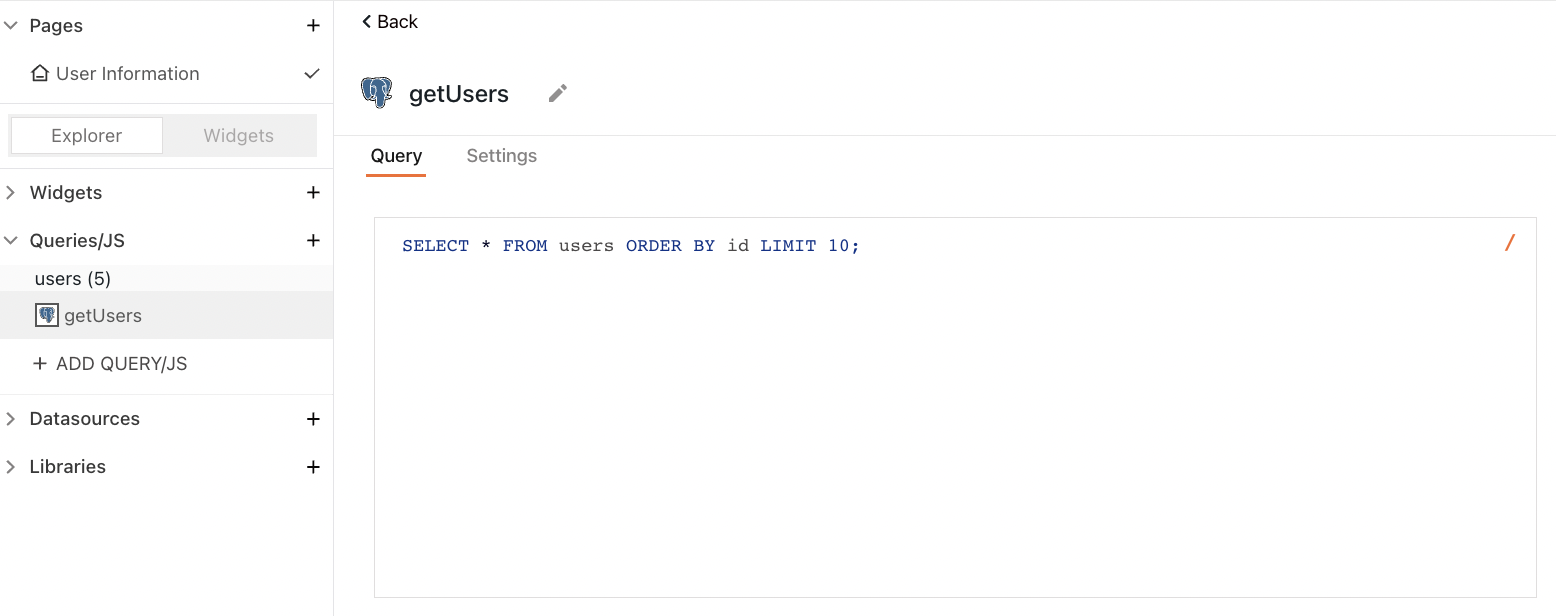 Pages +
User Information
Explorer Widgets
Widgets +
Queries/JS +
users (5)
getUsers
+ ADD QUERY/JS
Datasources +
Libraries +
Back
getUsers
Query Settings
SELECT * FROM users ORDER BY id LIMIT 10;
/